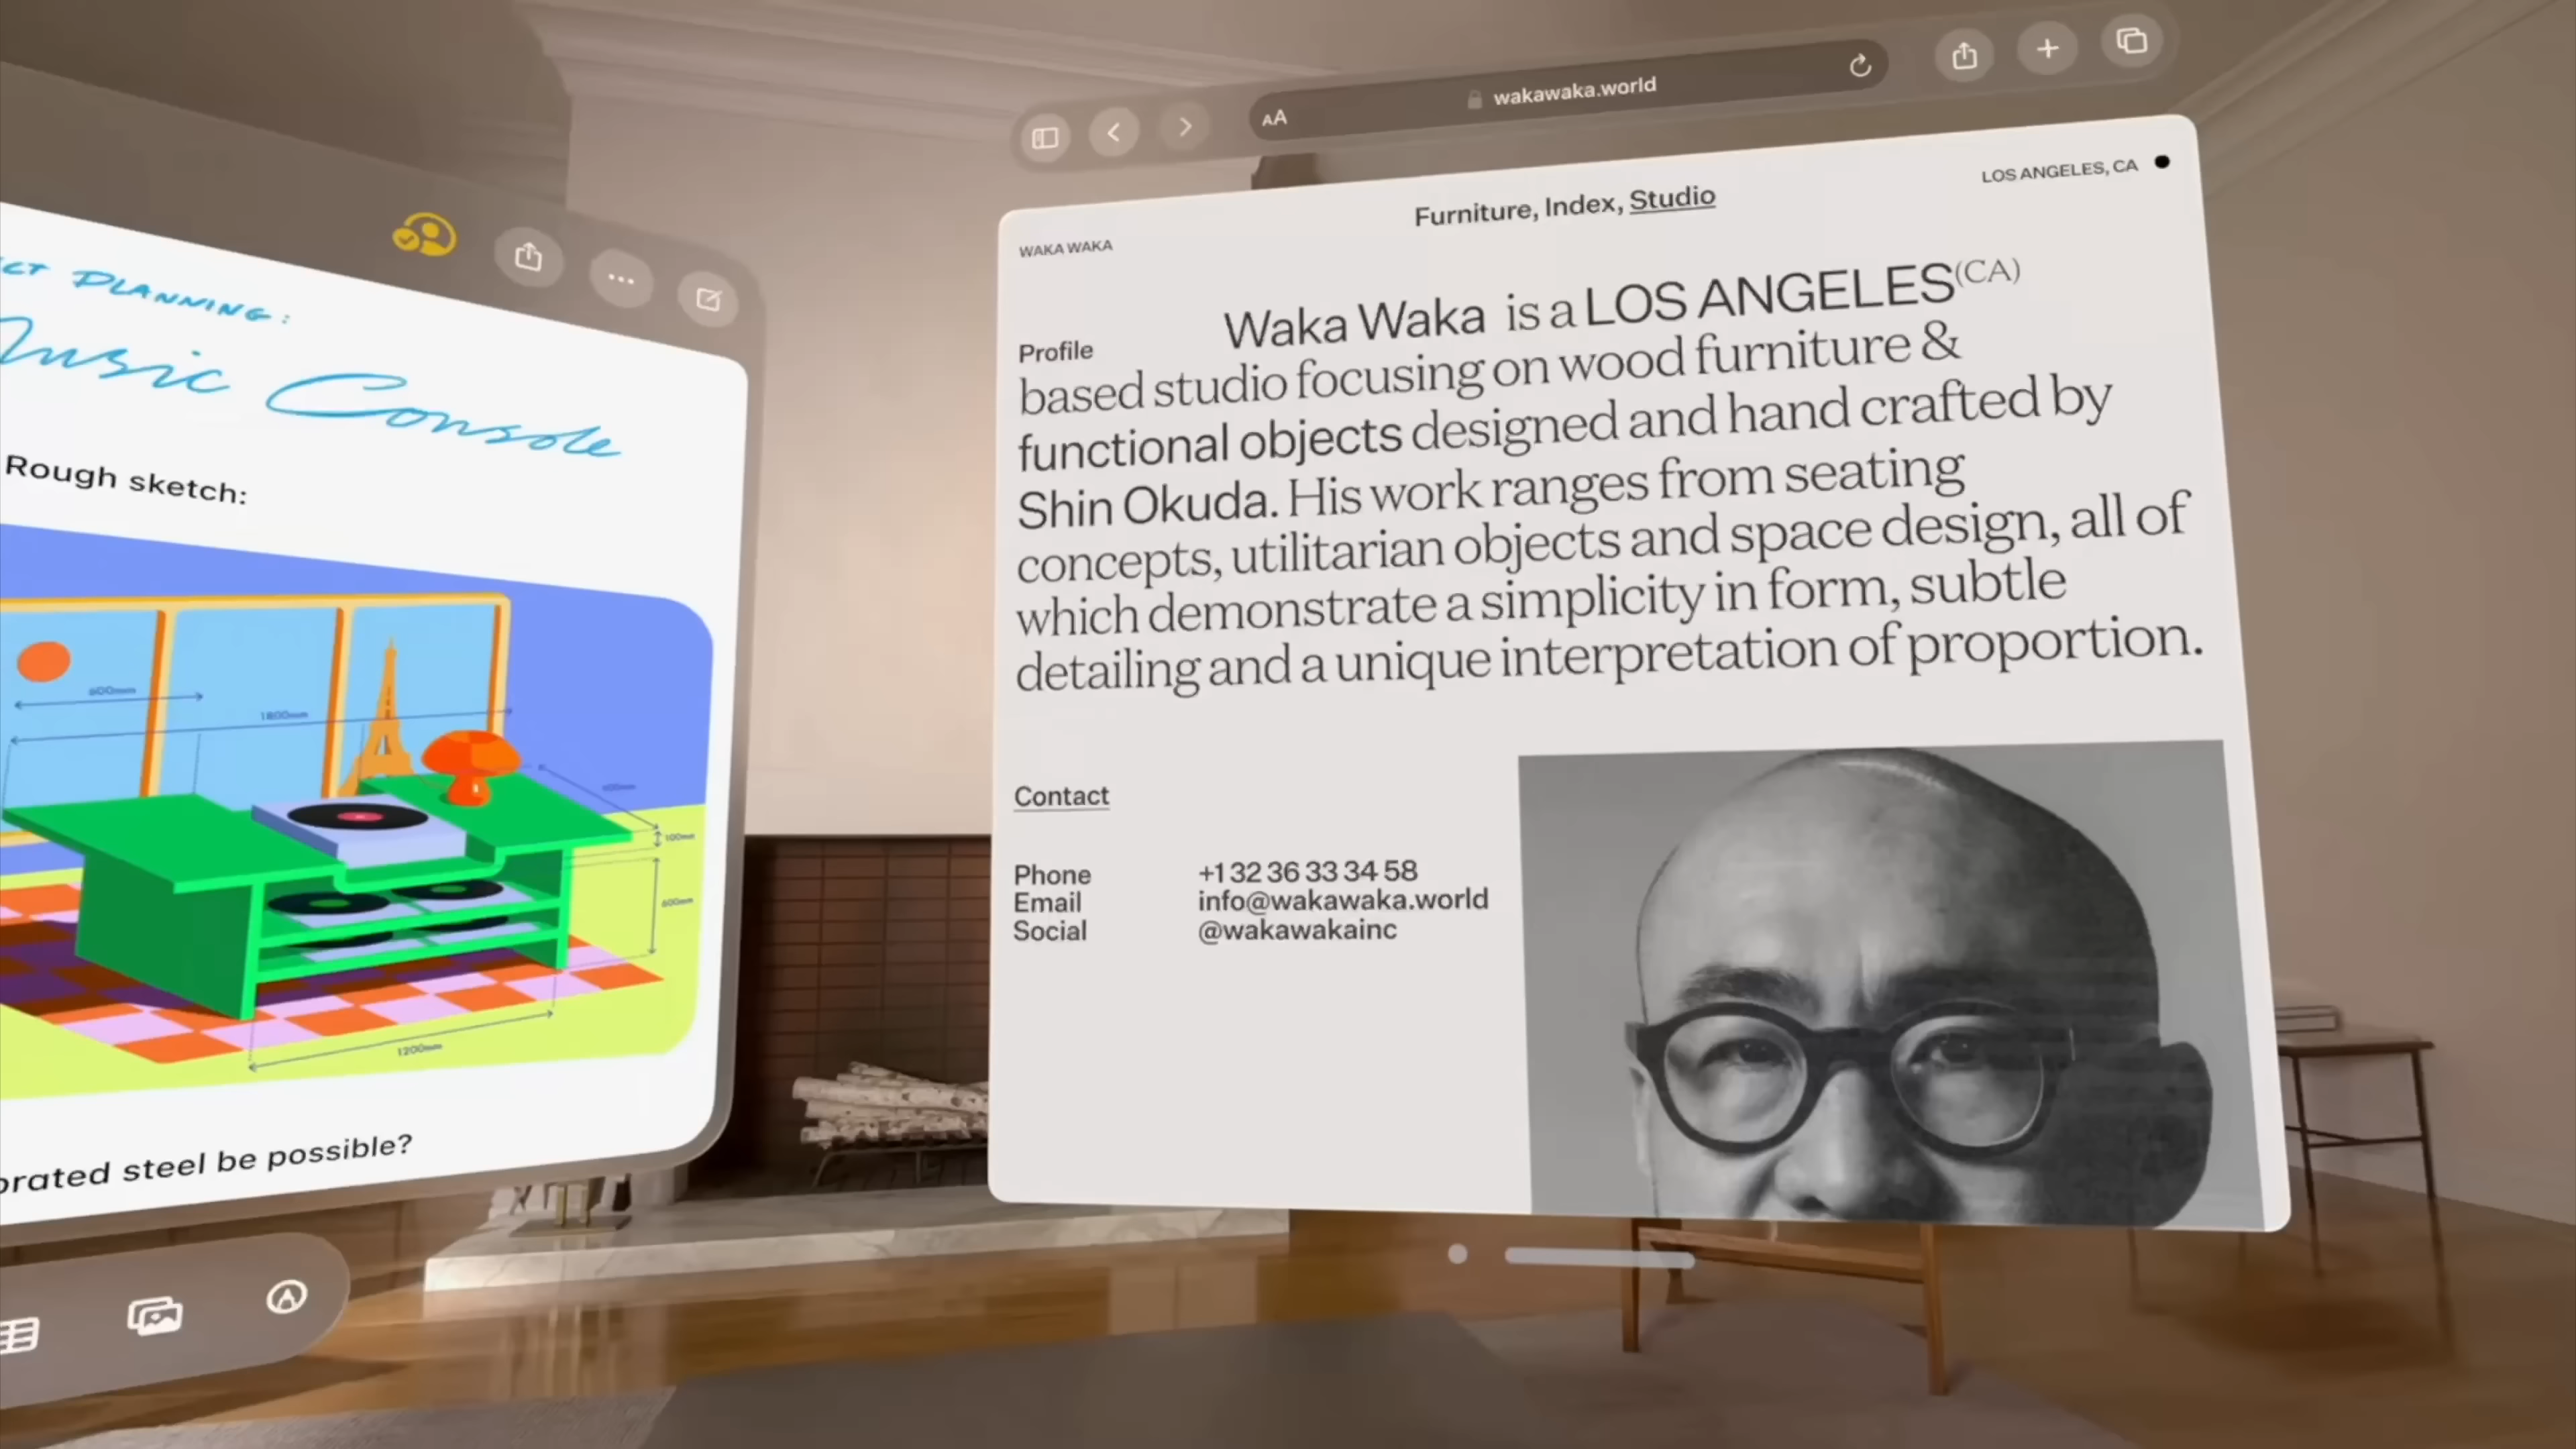 PLANNING:
Music Console
Rough sketch:
600mm
1800mm
600mm
100mm
600mm
1200mm
steel be possible?
AA
wakawaka.world
LOS ANGELES, CA
Furniture, Index, Studio
WAKA WAKA
Profile
Waka Waka is a LOS ANGELES(CA)
based studio focusing on wood furniture &
functional objects designed and hand crafted by
Shin Okuda. His work ranges from seating
concepts, utilitarian objects and space design, all of
which demonstrate a simplicity in form, subtle
detailing and a unique interpretation of proportion.
Contact
Phone +1 32 36 33 34 58
Email info@wakawaka.world
Social @wakawakainc